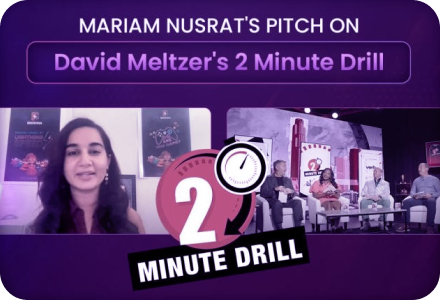 MARIAM NUSRAT'S PITCH ON
David Meltzer's 2 Minute Drill
2
MINUTE DRILL